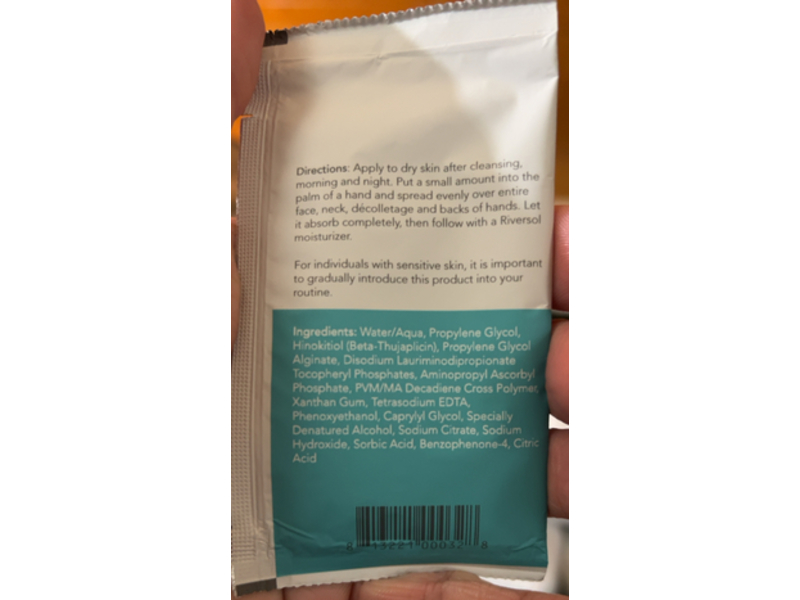 Directions: Apply to dry skin after cleansing,
morning and night. Put a small amount into the
palm of a hand and spread evenly over entire
face, neck, décolletage and backs of hands. Let
it absorb completely, then follow with a Riversol
moisturizer.
For individuals with sensitive skin, it is important
to gradually introduce this product into your
routine.
Ingredients: Water/Aqua, Propylene Glycol,
Hinokitiol (Beta-Thujaplicin), Propylene Glycol
Alginate, Disodium Lauriminodipropionate
Tocopheryl Phosphates, Aminopropyl Ascorbyl
Phosphate, PVM/MA Decadiene Cross Polymer,
Xanthan Gum, Tetrasodium EDTA,
Phenoxyethanol, Caprylyl Glycol, Specially
Denatured Alcohol, Sodium Citrate, Sodium
Hydroxide, Sorbic Acid, Benzophenone-4, Citric
Acid
8 13221 00032 8